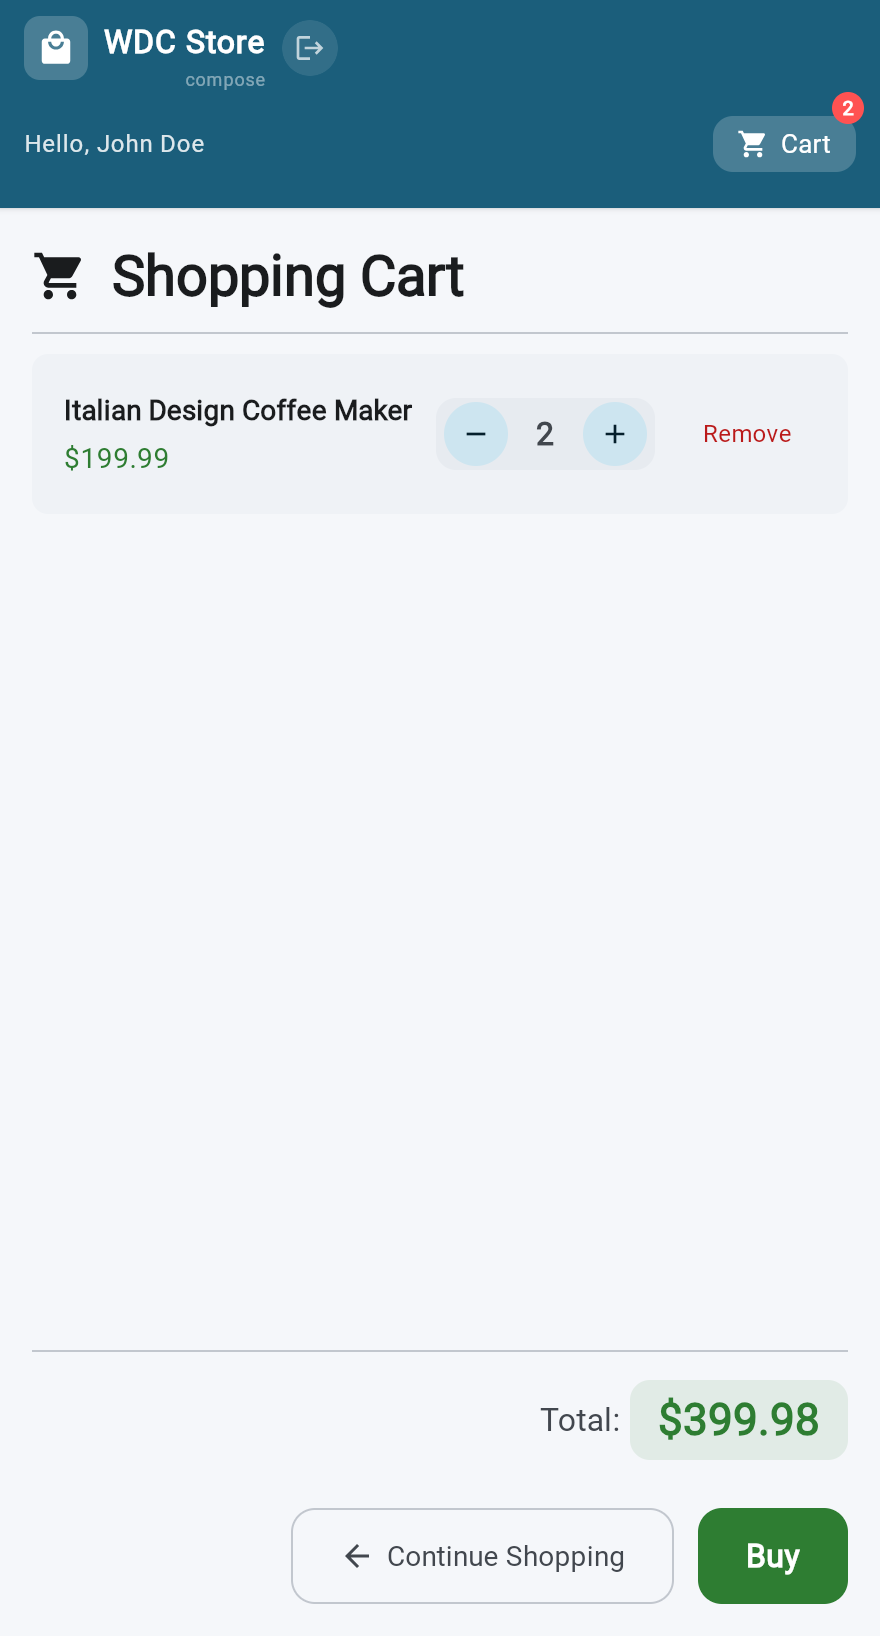 WDC Store
compose
Hello, John Doe
2
Cart
Shopping Cart
Italian Design Coffee Maker
$199.99
2
Remove
Total: $399.98
Continue Shopping
Buy